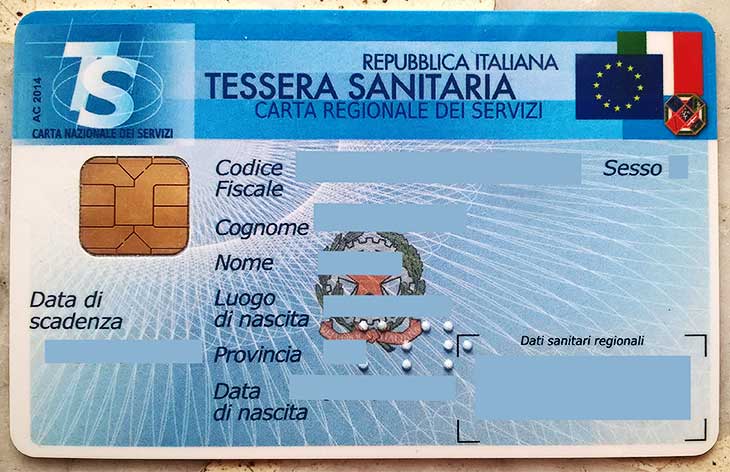 REPUBBLICA ITALIANA
TESSERA SANITARIA
CARTA REGIONALE DEI SERVIZI
AC 2014
TS
CARTA NAZIONALE DEI SERVIZI
Codice
Fiscale
Sesso
Cognome
Nome
Data di
scadenza
Luogo
di nascita
Provincia
Data
di nascita
Dati sanitari regionali